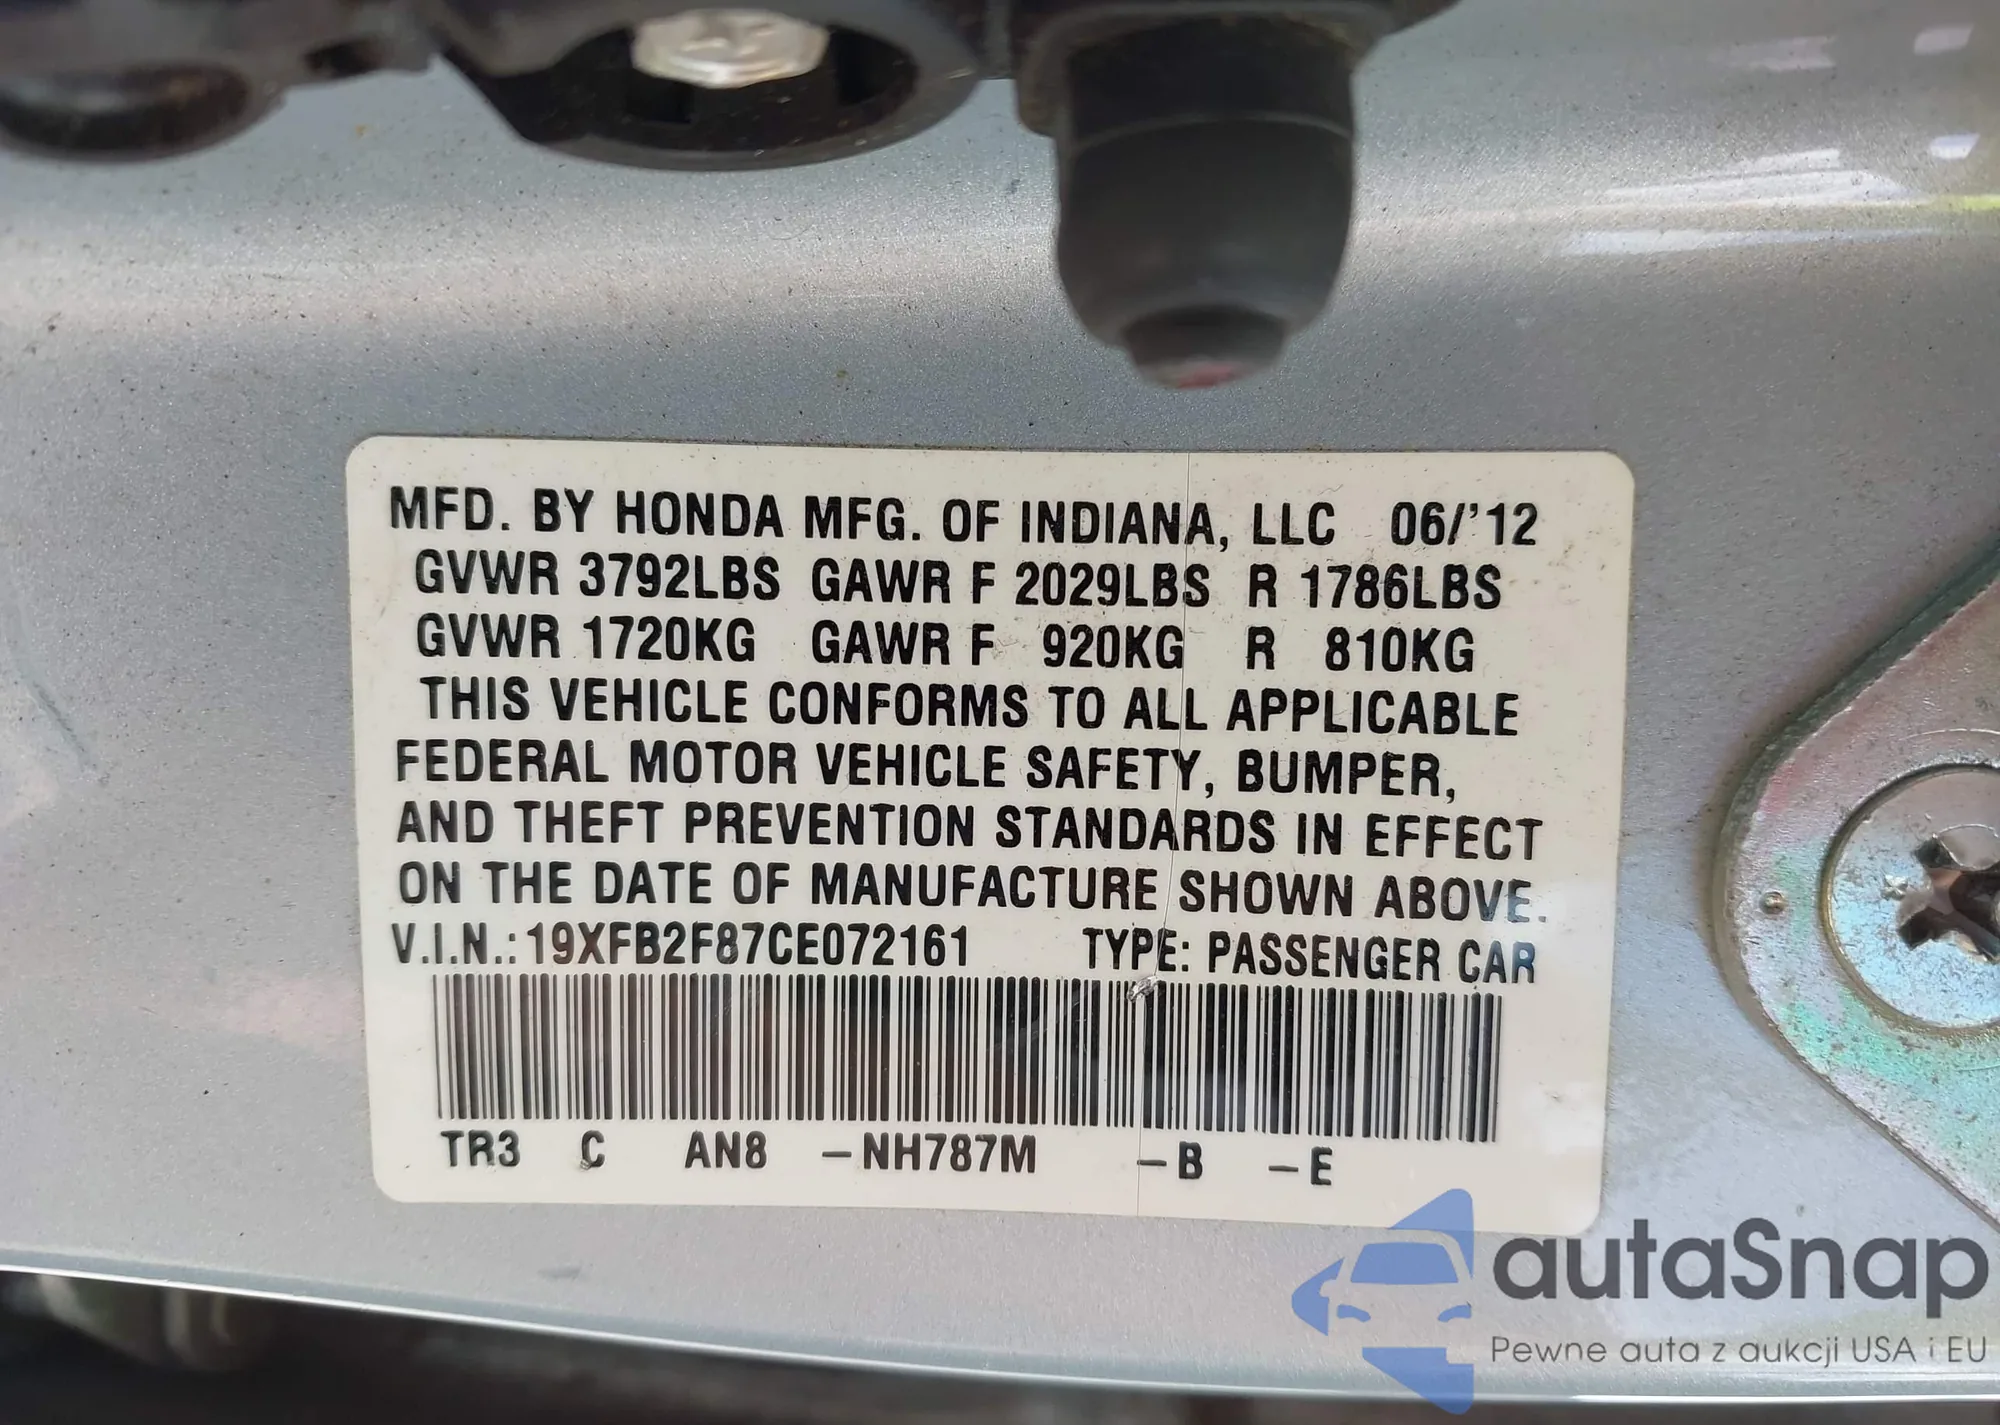 MFD. BY HONDA MFG. OF INDIANA, LLC 06/'12
GVWR 3792LBS GAWR F 2029LBS R 1786LBS
GVWR 1720KG GAWR F 920KG R 810KG
THIS VEHICLE CONFORMS TO ALL APPLICABLE
FEDERAL MOTOR VEHICLE SAFETY, BUMPER,
AND THEFT PREVENTION STANDARDS IN EFFECT
ON THE DATE OF MANUFACTURE SHOWN ABOVE.
V.I.N.: 19XFB2F87CE072161 TYPE: PASSENGER CAR
TR3 C AN8 -NH787M -B -E
autaSnap
Pewne auta z aukcji USA i EU